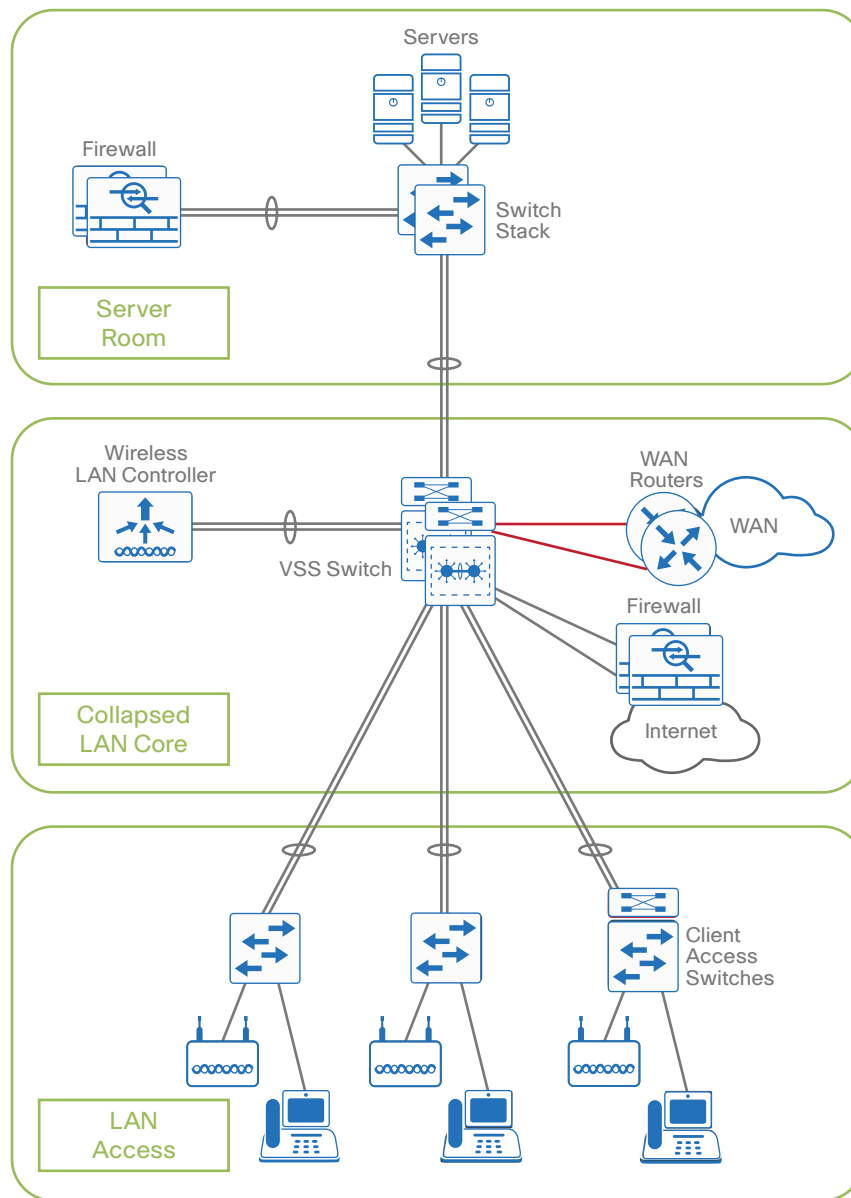 Servers
Firewall
Switch
Stack
Server
Room
Wireless
LAN Controller
WAN
Routers
WAN
VSS Switch
Firewall
Internet
Collapsed
LAN Core
Client
Access
Switches
LAN
Access